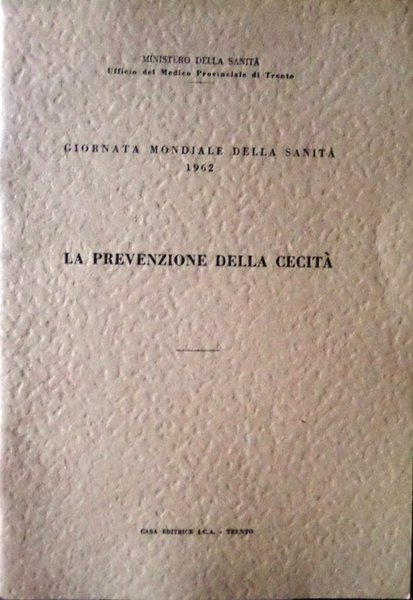 MINISTERO DELLA SANITÀ
Ufficio del Medico Provinciale di Trento
GIORNATA MONDIALE DELLA SANITÀ
1962
LA PREVENZIONE DELLA CECITÀ
CASA EDITRICE I.C.A. - TRENTO